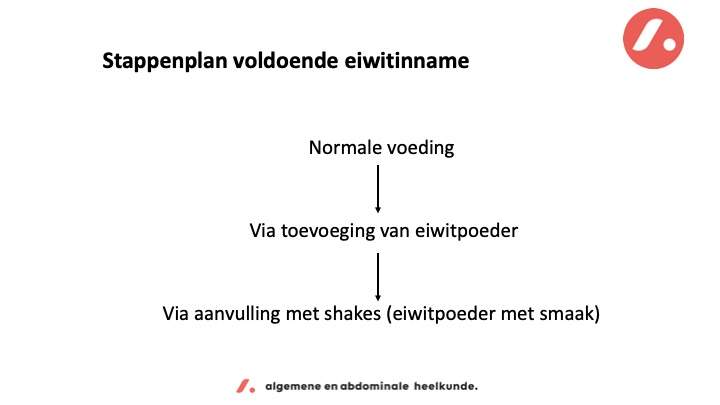 Stappenplan voldoende eiwitinname
Normale voeding
Via toevoeging van eiwitpoeder
Via aanvulling met shakes (eiwitpoeder met smaak)
algemene en abdominale heelkunde.